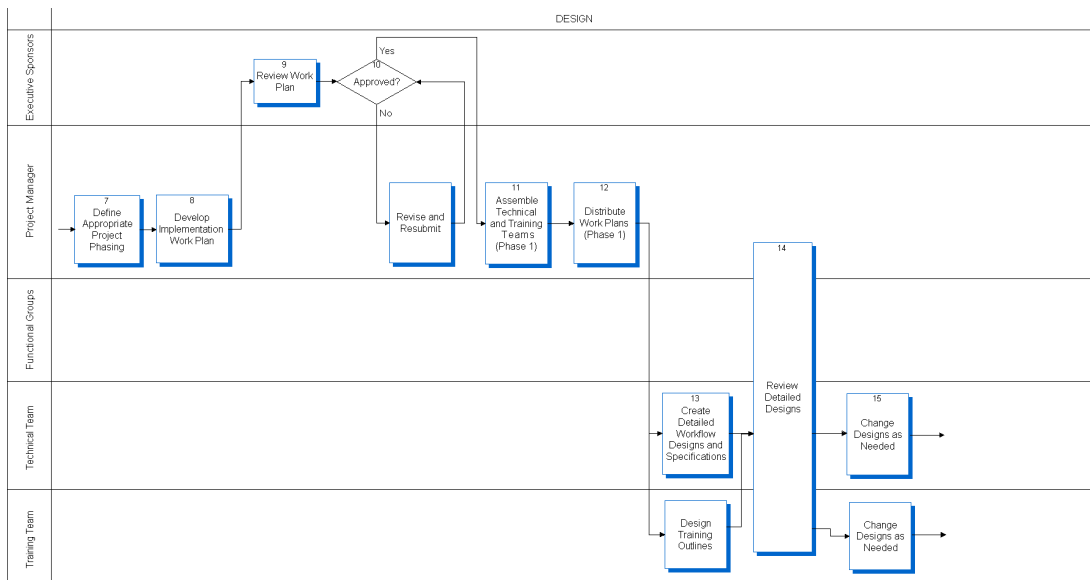 DESIGN
Executive Sponsors
9
Review Work
Plan
Yes
10
Approved?
No
Project Manager
7
Define
Appropriate
Project
Phasing
8
Develop
Implementation
Work Plan
Revise and
Resubmit
11
Assemble
Technical
and Training
Teams
(Phase 1)
12
Distribute
Work Plans
(Phase 1)
14
Review
Detailed
Designs
Functional Groups
Technical Team
13
Create
Detailed
Workflow
Designs and
Specifications
15
Change
Designs as
Needed
Training Team
Design
Training
Outlines
Change
Designs as
Needed